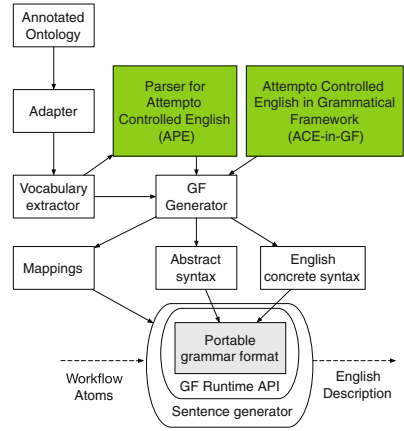 Annotated
Ontology
Adapter
Parser for
Attempto
Controlled English
(APE)
Attempto Controlled
English in Grammatical
Framework
(ACE-in-GF)
Vocabulary
extractor
GF
Generator
Mappings
Abstract
syntax
English
concrete syntax
Portable
grammar format
GF Runtime API
Sentence generator
Workflow
Atoms
English
Description